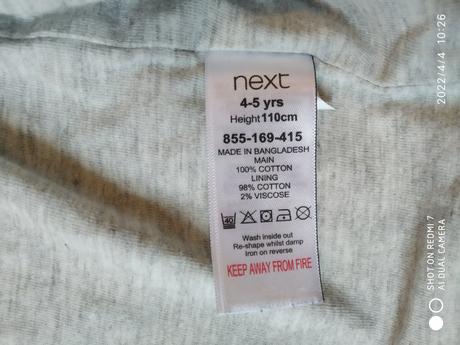 next
4-5 yrs
Height 110cm
855-169-415
MADE IN BANGLADESH
MAIN
100% COTTON
LINING
98% COTTON
2% VISCOSE
40
Wash inside out
Re-shape whilst damp
Iron on reverse
KEEP AWAY FROM FIRE
2022/4/4 10:26
SHOT ON REDMI 7
AI DUAL CAMERA